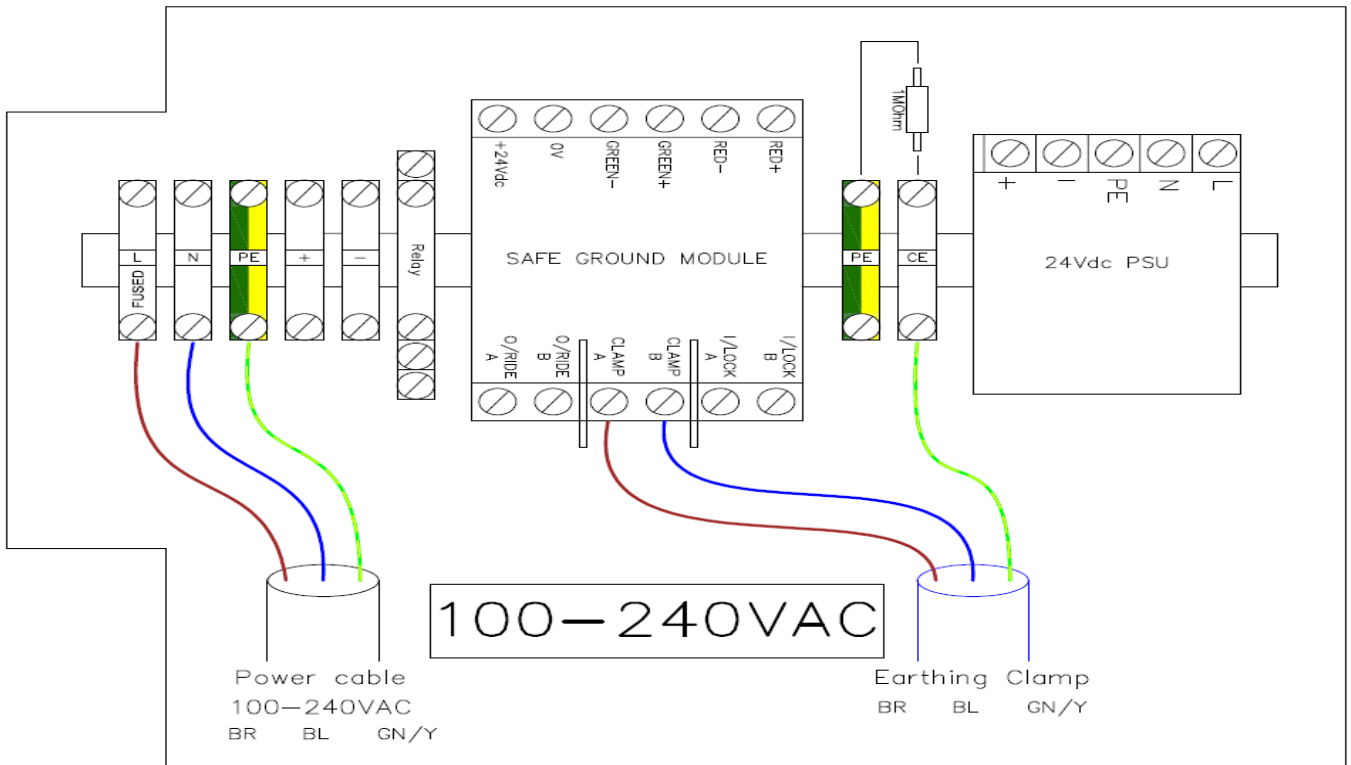 1MOhm
+24Vdc
0V
GREEN-
GREEN+
RED-
RED+
+
I
PE
N
L
L
N
PE
+
-
Relay
SAFE GROUND MODULE
PE
CE
24Vdc PSU
FUSED
O/RIDE A
O/RIDE B
CLAMP A
CLAMP B
I/LOCK A
I/LOCK B
100-240VAC
Power cable
100-240VAC
BR BL GN/Y
Earthing Clamp
BR BL GN/Y